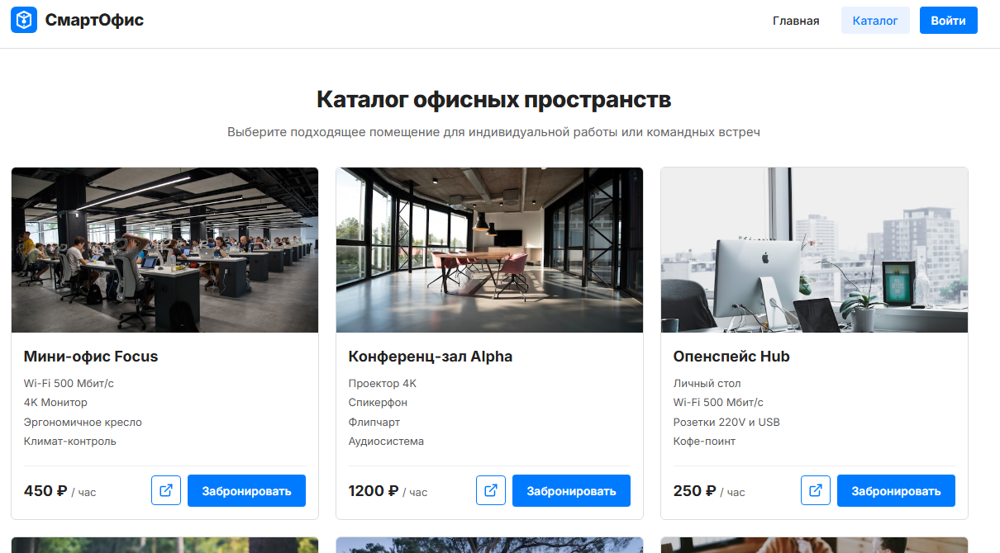 СмартОфис
Главная
Каталог
Войти
Каталог офисных пространств
Выберите подходящее помещение для индивидуальной работы или командных встреч
Мини-офис Focus
Wi-Fi 500 Мбит/с
4K Монитор
Эргономичное кресло
Климат-контроль
450 ₽ / час
Забронировать
Конференц-зал Alpha
Проектор 4K
Спикерфон
Флипчарт
Аудиосистема
1200 ₽ / час
Забронировать
Опенспейс Hub
Личный стол
Wi-Fi 500 Мбит/с
Розетки 220V и USB
Кофе-поинт
250 ₽ / час
Забронировать